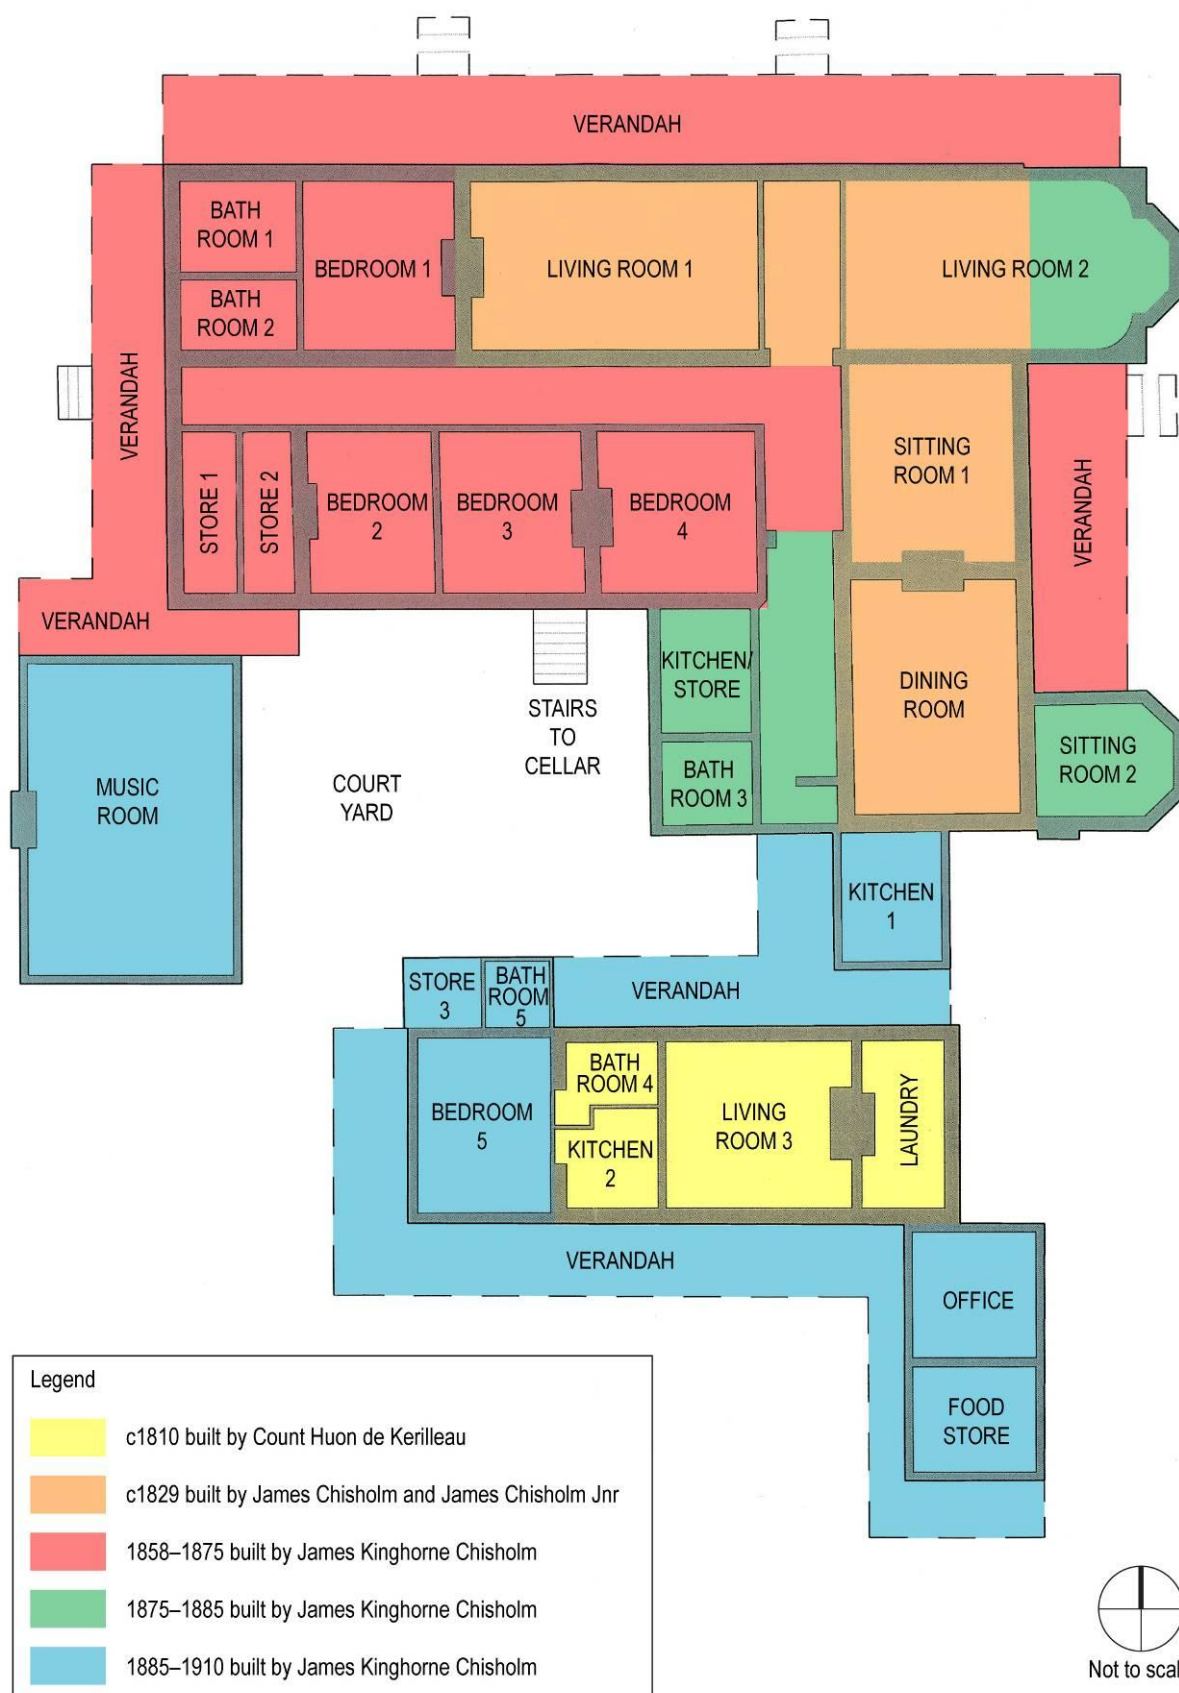 VERANDAH
BATH
ROOM 1
BEDROOM 1
LIVING ROOM 1
LIVING ROOM 2
BATH
ROOM 2
VERANDAH
SITTING
ROOM 1
STORE 1
STORE 2
BEDROOM
2
BEDROOM
3
BEDROOM
4
VERANDAH
VERANDAH
KITCHEN/
STORE
DINING
ROOM
STAIRS
TO
CELLAR
SITTING
ROOM 2
MUSIC
ROOM
COURT
YARD
BATH
ROOM 3
KITCHEN
1
STORE
3
BATH
ROOM
5
VERANDAH
BATH
ROOM 4
BEDROOM
5
LIVING
ROOM 3
LAUNDRY
KITCHEN
2
VERANDAH
OFFICE
FOOD
STORE
Legend
c1810 built by Count Huon de Kerilleau
c1829 built by James Chisholm and James Chisholm Jnr
1858–1875 built by James Kinghorne Chisholm
1875–1885 built by James Kinghorne Chisholm
1885–1910 built by James Kinghorne Chisholm
Not to scal